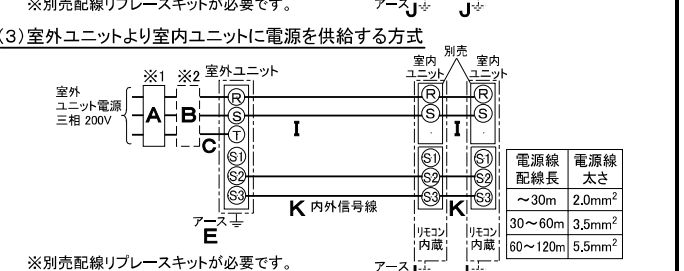 ※別売配線リプレースキットが必要です。
アース J J
(3)室外ユニットより室内ユニットに電源を供給する方式
別売
※1 ※2 室外ユニット 室内ユニット 室内ユニット
室外
ユニット電源
三相 200V
A B C
R
S
T
S1
S2
S3
I
R
S
S1
S2
S3
I
R
S
S1
S2
S3
K 内外信号線
K
アース
E
リモコン内蔵
リモコン内蔵
電源線配線長 電源線太さ
～30m 2.0mm²
30～60m 3.5mm²
60～120m 5.5mm²
※別売配線リプレースキットが必要です。
アース J J